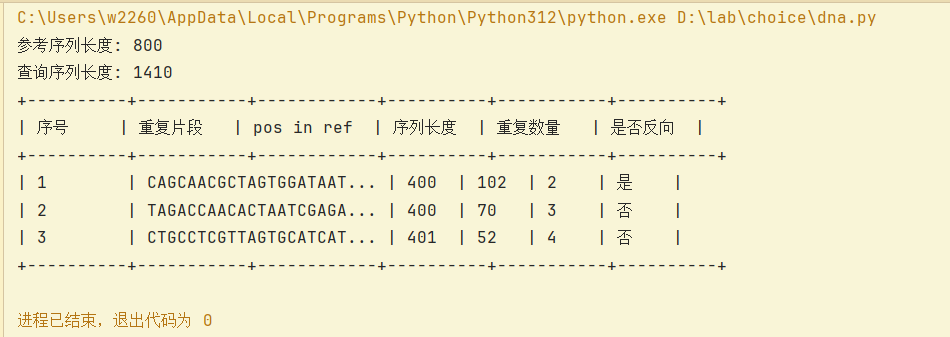 C:\Users\w2260\AppData\Local\Programs\Python\Python312\python.exe D:\lab\choice\dna.py
参考序列长度: 800
查询序列长度: 1410
+----------+-----------+------------+----------+-----------+----------+
| 序号 | 重复片段 | pos in ref | 序列长度 | 重复数量 | 是否反向 |
+----------+-----------+------------+----------+-----------+----------+
| 1 | CAGCAACGCTAGTGGATAAT... | 400 | 102 | 2 | 是 |
| 2 | TAGACCAACACTAATCGAGA... | 400 | 70 | 3 | 否 |
| 3 | CTGCCTCGTTAGTGCATCAT... | 401 | 52 | 4 | 否 |
+----------+-----------+------------+----------+-----------+----------+
进程已结束，退出代码为 0